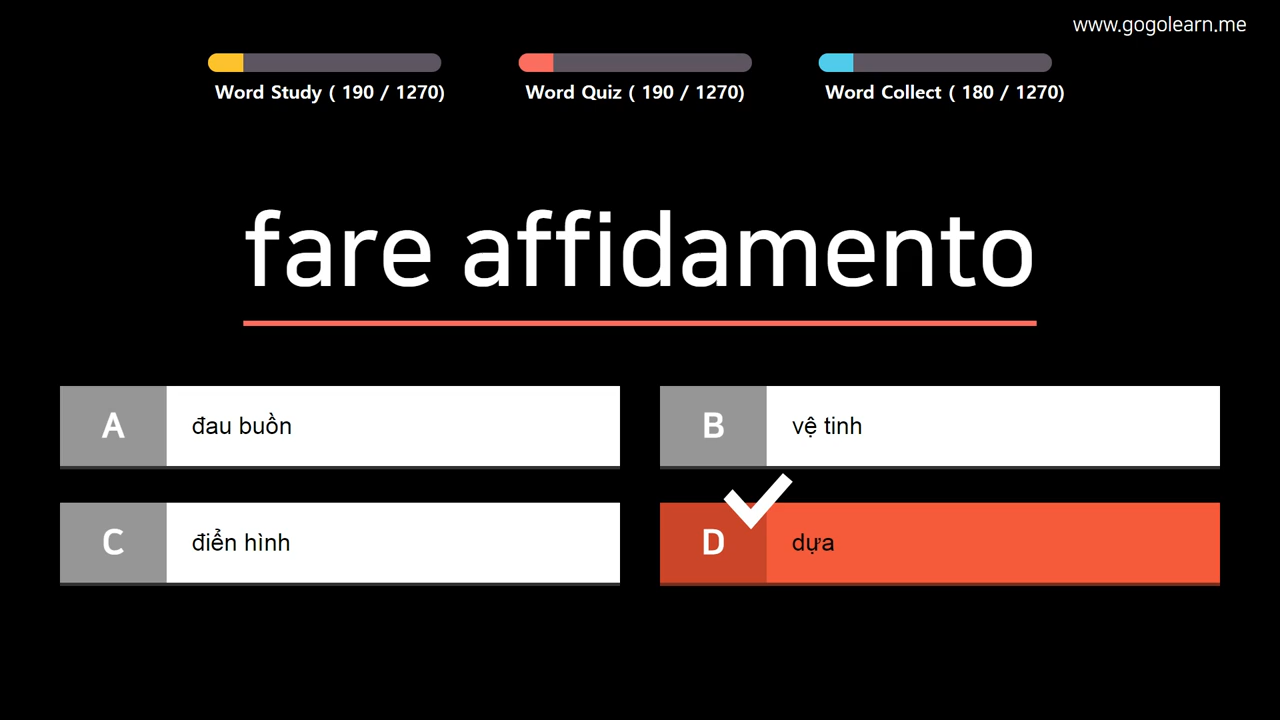 www.gogolearn.me
Word Study ( 190 / 1270)
Word Quiz ( 190 / 1270)
Word Collect ( 180 / 1270)
fare affidamento
A
đau buồn
B
vệ tinh
C
điển hình
D
dựa